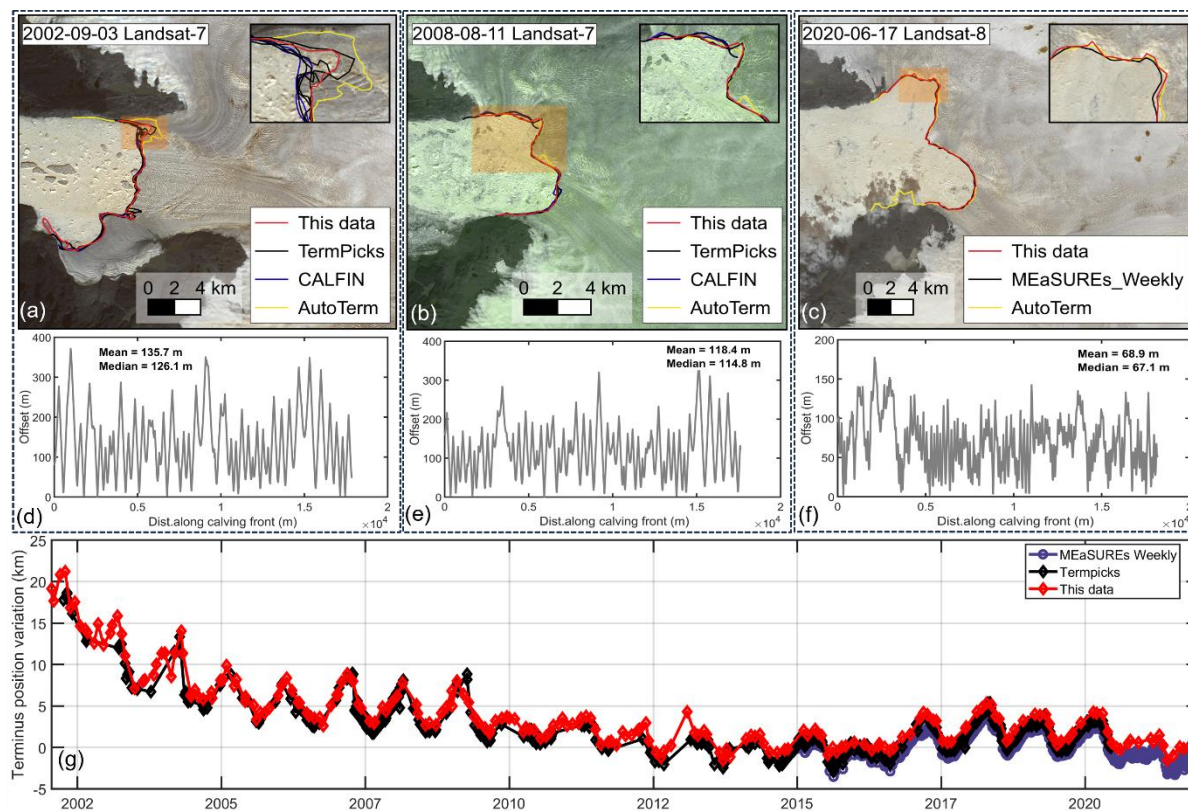 2002-09-03 Landsat-7
This data
TermPicks
CALFIN
AutoTerm
0 2 4 km
(a)
2008-08-11 Landsat-7
This data
TermPicks
CALFIN
AutoTerm
0 2 4 km
(b)
2020-06-17 Landsat-8
This data
MEaSUREs_Weekly
AutoTerm
0 2 4 km
(c)
Mean = 135.7 m
Median = 126.1 m
400
300
200
100
0
Offset (m)
0 0.5 1 1.5 2
×10⁴
Dist.along calving front (m)
(d)
Mean = 118.4 m
Median = 114.8 m
400
300
200
100
0
Offset (m)
0 0.5 1 1.5 2
×10⁴
Dist.along calving front (m)
(e)
Mean = 68.9 m
Median = 67.1 m
200
150
100
50
0
Offset (m)
0 0.5 1 1.5 2
×10⁴
Dist.along calving front (m)
(f)
25
20
15
10
5
0
-5
Terminus position variation (km)
MEaSUREs Weekly
Termpicks
This data
(g)
2002 2005 2007 2010 2012 2015 2017 2020